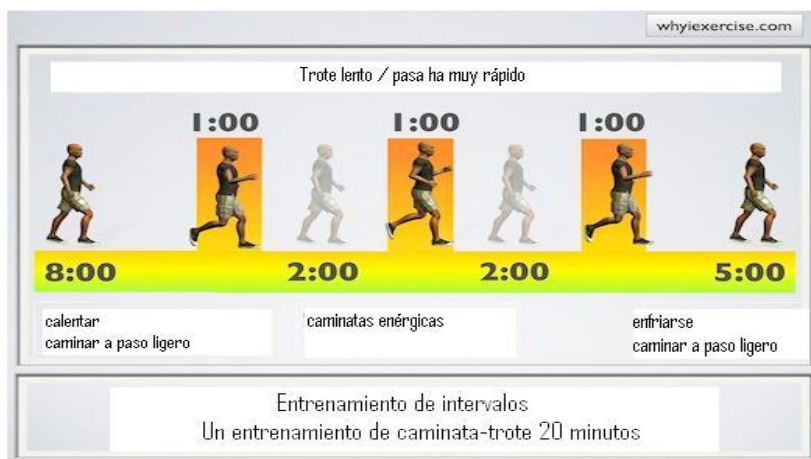 whyiexercise.com
Trote lento / pasa ha muy rápido
1:00 1:00 1:00
8:00 2:00 2:00 5:00
calentar
caminar a paso ligero
caminatas enérgicas
enfriarse
caminar a paso ligero
Entrenamiento de intervalos
Un entrenamiento de caminata-trote 20 minutos